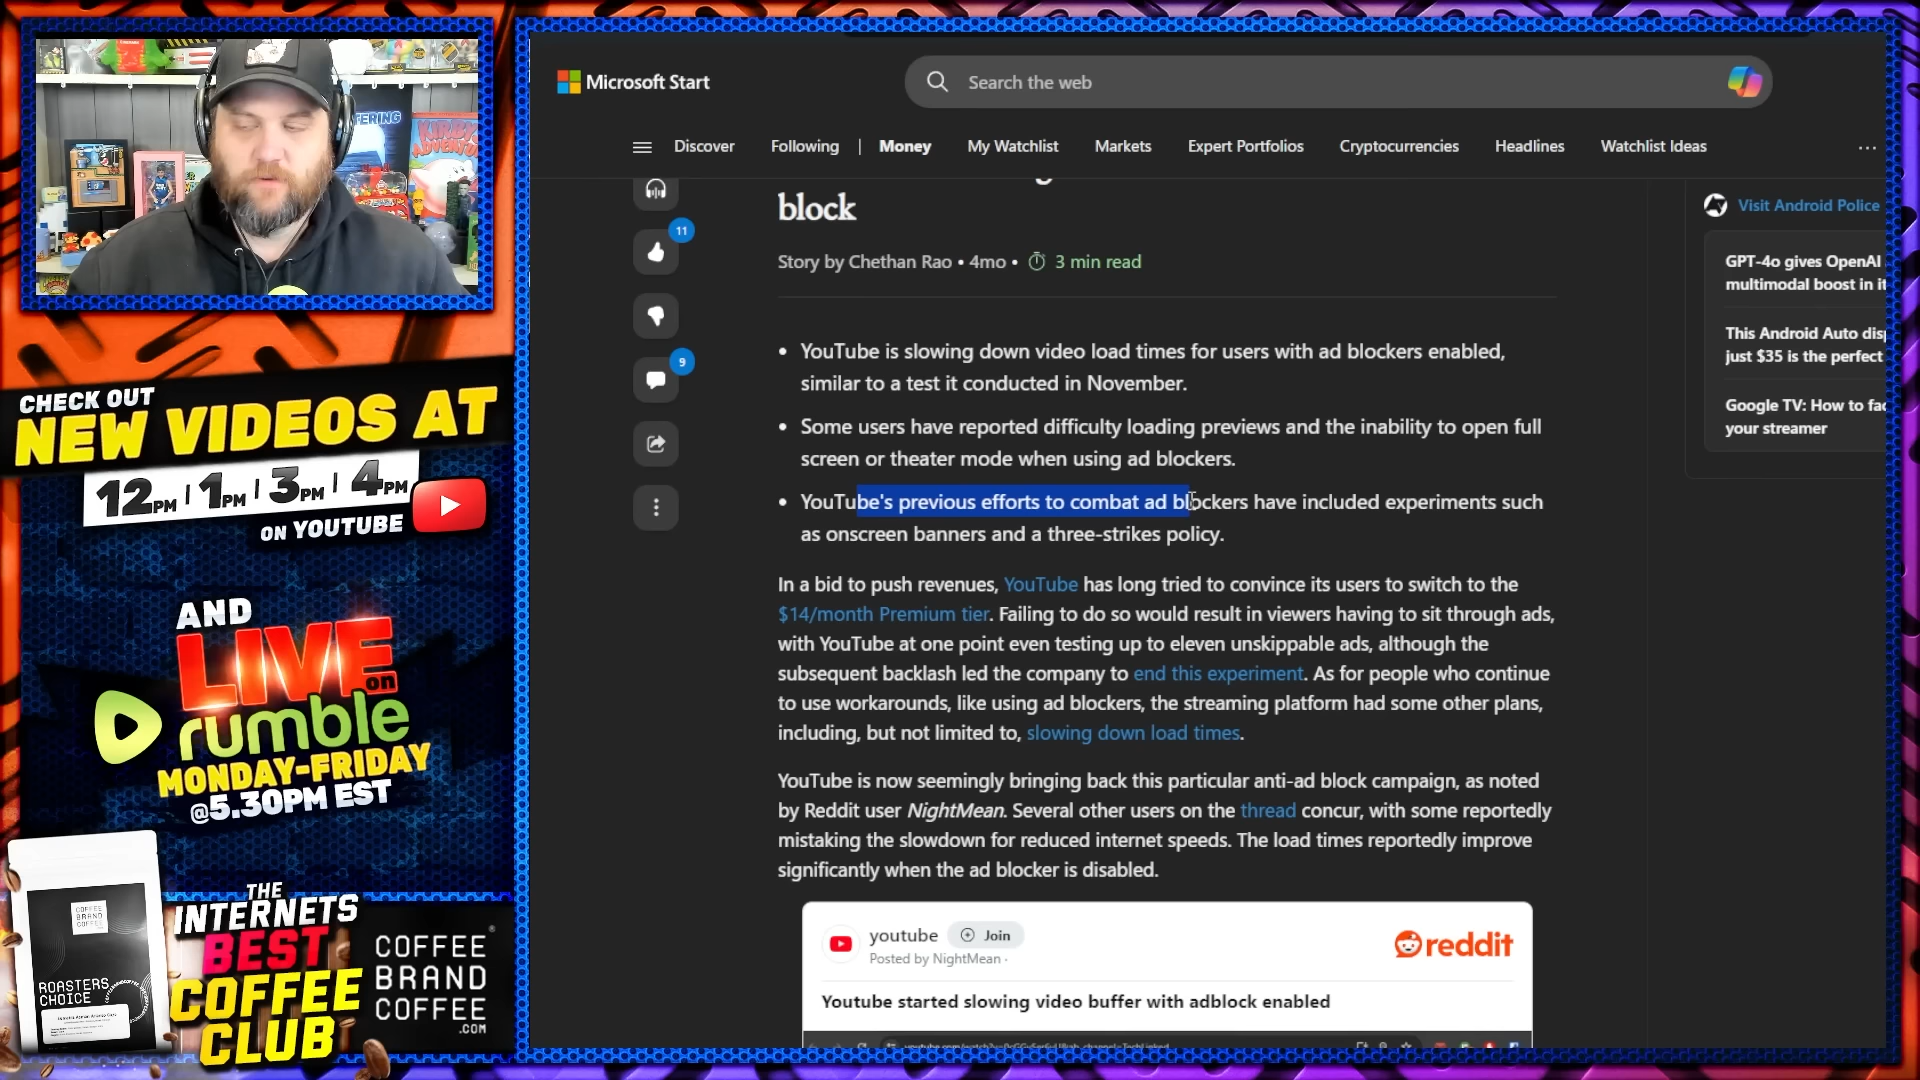 Microsoft Start
Search the web
Discover
Following
Money
My Watchlist
Markets
Expert Portfolios
Cryptocurrencies
Headlines
Watchlist Ideas
block
Story by Chethan Rao • 4mo •
3 min read
11
9
• YouTube is slowing down video load times for users with ad blockers enabled,
similar to a test it conducted in November.
• Some users have reported difficulty loading previews and the inability to open full
screen or theater mode when using ad blockers.
• YouTube's previous efforts to combat ad blockers have included experiments such
as onscreen banners and a three-strikes policy.
In a bid to push revenues, YouTube has long tried to convince its users to switch to the
$14/month Premium tier. Failing to do so would result in viewers having to sit through ads,
with YouTube at one point even testing up to eleven unskippable ads, although the
subsequent backlash led the company to end this experiment. As for people who continue
to use workarounds, like using ad blockers, the streaming platform had some other plans,
including, but not limited to, slowing down load times.
YouTube is now seemingly bringing back this particular anti-ad block campaign, as noted
by Reddit user NightMean. Several other users on the thread concur, with some reportedly
mistaking the slowdown for reduced internet speeds. The load times reportedly improve
significantly when the ad blocker is disabled.
youtube
Join
Posted by NightMean ·
reddit
Youtube started slowing video buffer with adblock enabled
Visit Android Police
GPT-4o gives OpenAI
multimodal boost in
This Android Auto
just $35 is the perfect
Google TV: How to
your streamer
CHECK OUT
NEW VIDEOS AT
12PM | 1PM | 3PM | 4PM
ON YOUTUBE
AND
LIVE
on
rumble
MONDAY-FRIDAY
@5.30PM EST
THE
INTERNETS
BEST
COFFEE
CLUB
COFFEE
BRAND
COFFEE
.COM
COFFEE
BRAND
COFFEE
ROASTERS
CHOICE
KIRBY
ADVENTURE